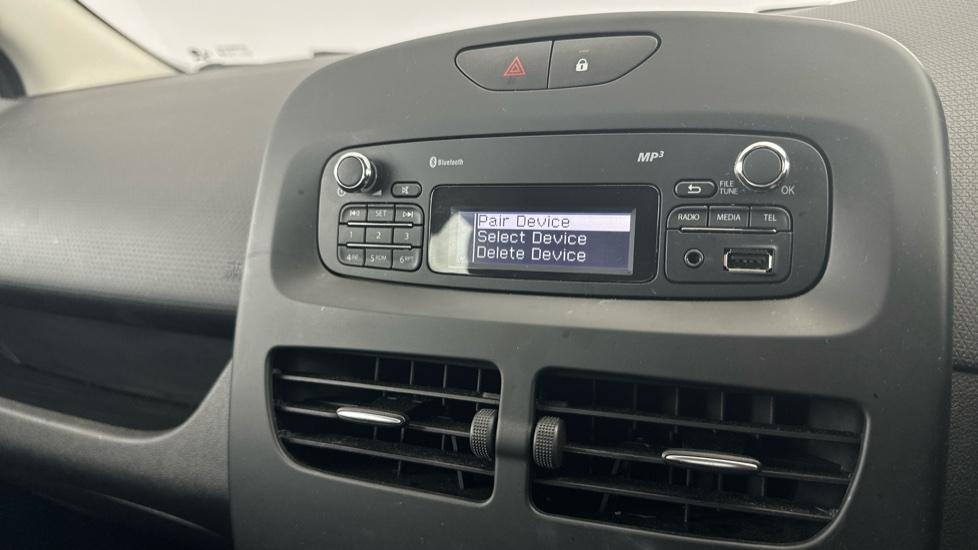 Bluetooth
MP3
FILE
TUNE
OK
SET
RADIO MEDIA TEL
1 2 3
4 5 6
Pair Device
Select Device
Delete Device